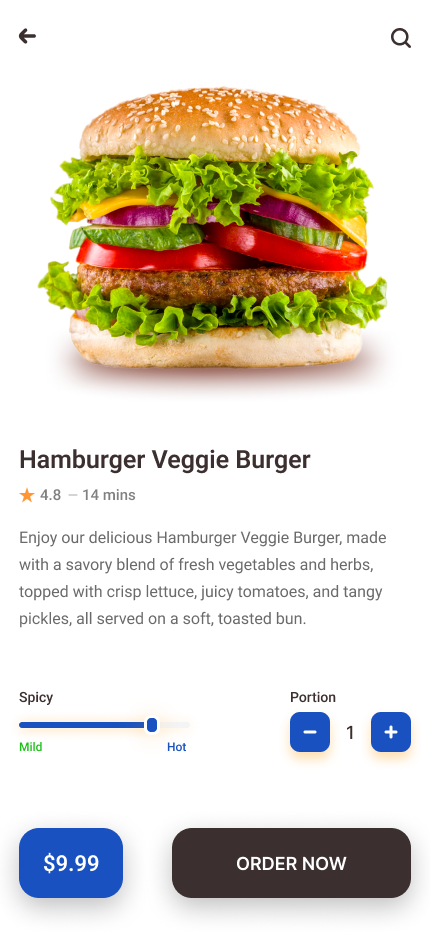 Hamburger Veggie Burger
4.8 – 14 mins
Enjoy our delicious Hamburger Veggie Burger, made
with a savory blend of fresh vegetables and herbs,
topped with crisp lettuce, juicy tomatoes, and tangy
pickles, all served on a soft, toasted bun.
Spicy
Mild
Hot
Portion
1
$9.99
ORDER NOW